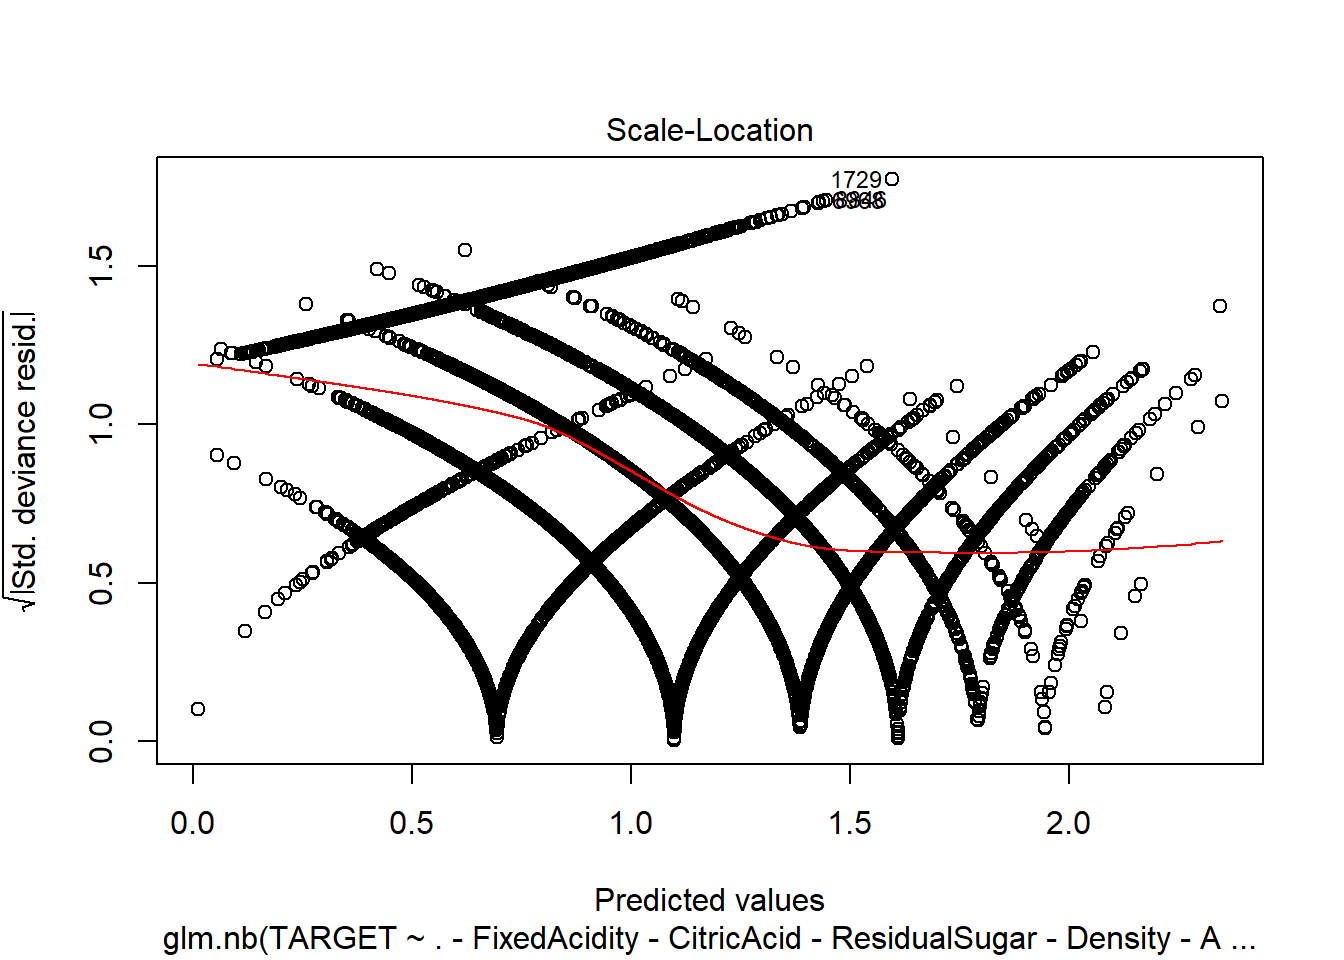 Scale-Location
√|Std. deviance resid.|
1.5
1.0
0.5
0.0
1729
0.0 0.5 1.0 1.5 2.0
Predicted values
glm.nb(TARGET ~ . - FixedAcidity - CitricAcid - ResidualSugar - Density - A ...